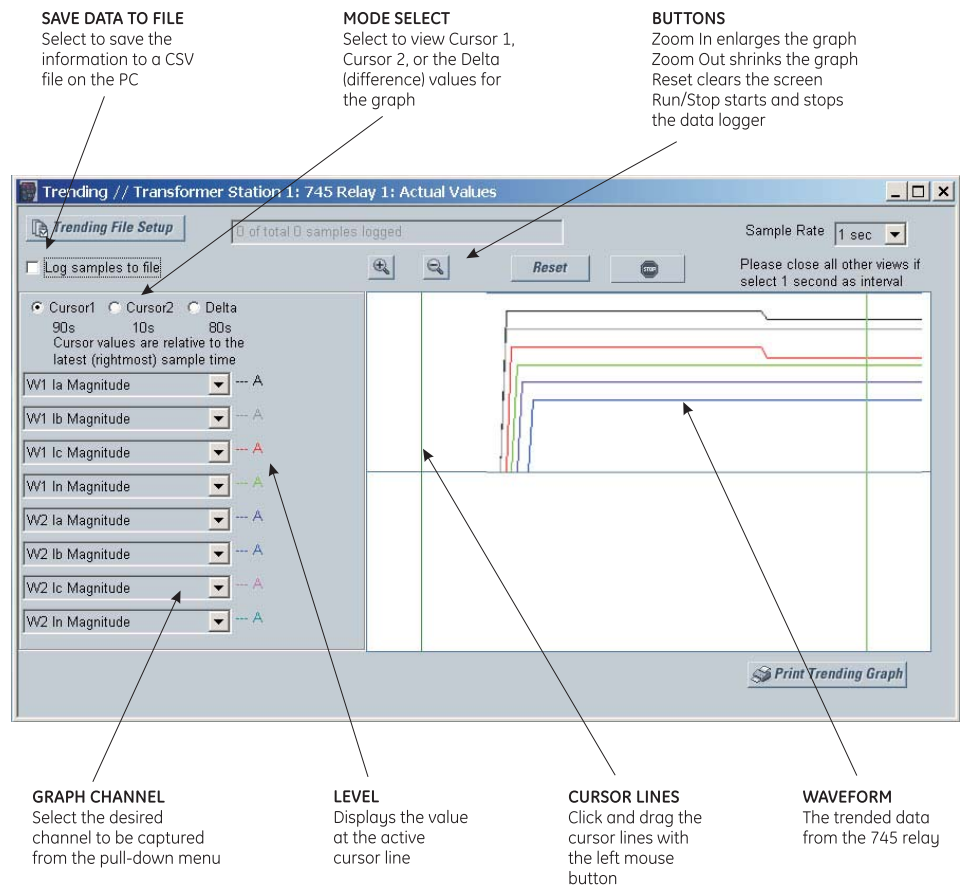 SAVE DATA TO FILE
Select to save the
information to a CSV
file on the PC
MODE SELECT
Select to view Cursor 1,
Cursor 2, or the Delta
(difference) values for
the graph
BUTTONS
Zoom In enlarges the graph
Zoom Out shrinks the graph
Reset clears the screen
Run/Stop starts and stops
the data logger
Trending // Transformer Station 1: 745 Relay 1: Actual Values
Trending File Setup
0 of total 0 samples logged
Sample Rate
1 sec
Log samples to file
Reset
STOP
Please close all other views if
select 1 second as interval
Cursor1 Cursor2 Delta
90s 10s 80s
Cursor values are relative to the
latest (rightmost) sample time
W1 Ia Magnitude --- A
W1 Ib Magnitude --- A
W1 Ic Magnitude --- A
W1 In Magnitude --- A
W2 Ia Magnitude --- A
W2 Ib Magnitude --- A
W2 Ic Magnitude --- A
W2 In Magnitude --- A
Print Trending Graph
GRAPH CHANNEL
Select the desired
channel to be captured
from the pull-down menu
LEVEL
Displays the value
at the active
cursor line
CURSOR LINES
Click and drag the
cursor lines with
the left mouse
button
WAVEFORM
The trended data
from the 745 relay